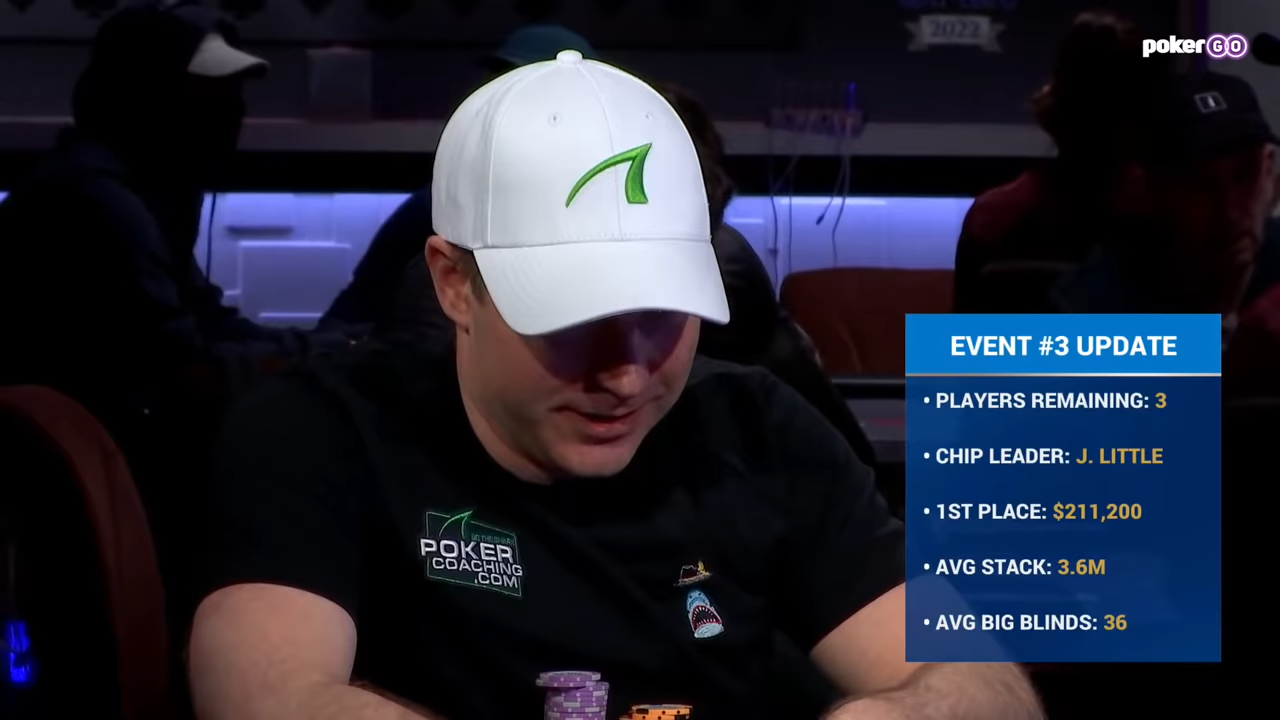 2022
pokerGO
EVENT #3 UPDATE
• PLAYERS REMAINING: 3
• CHIP LEADER: J. LITTLE
• 1ST PLACE: $211,200
• AVG STACK: 3.6M
• AVG BIG BLINDS: 36
POKER
COACHING
.COM